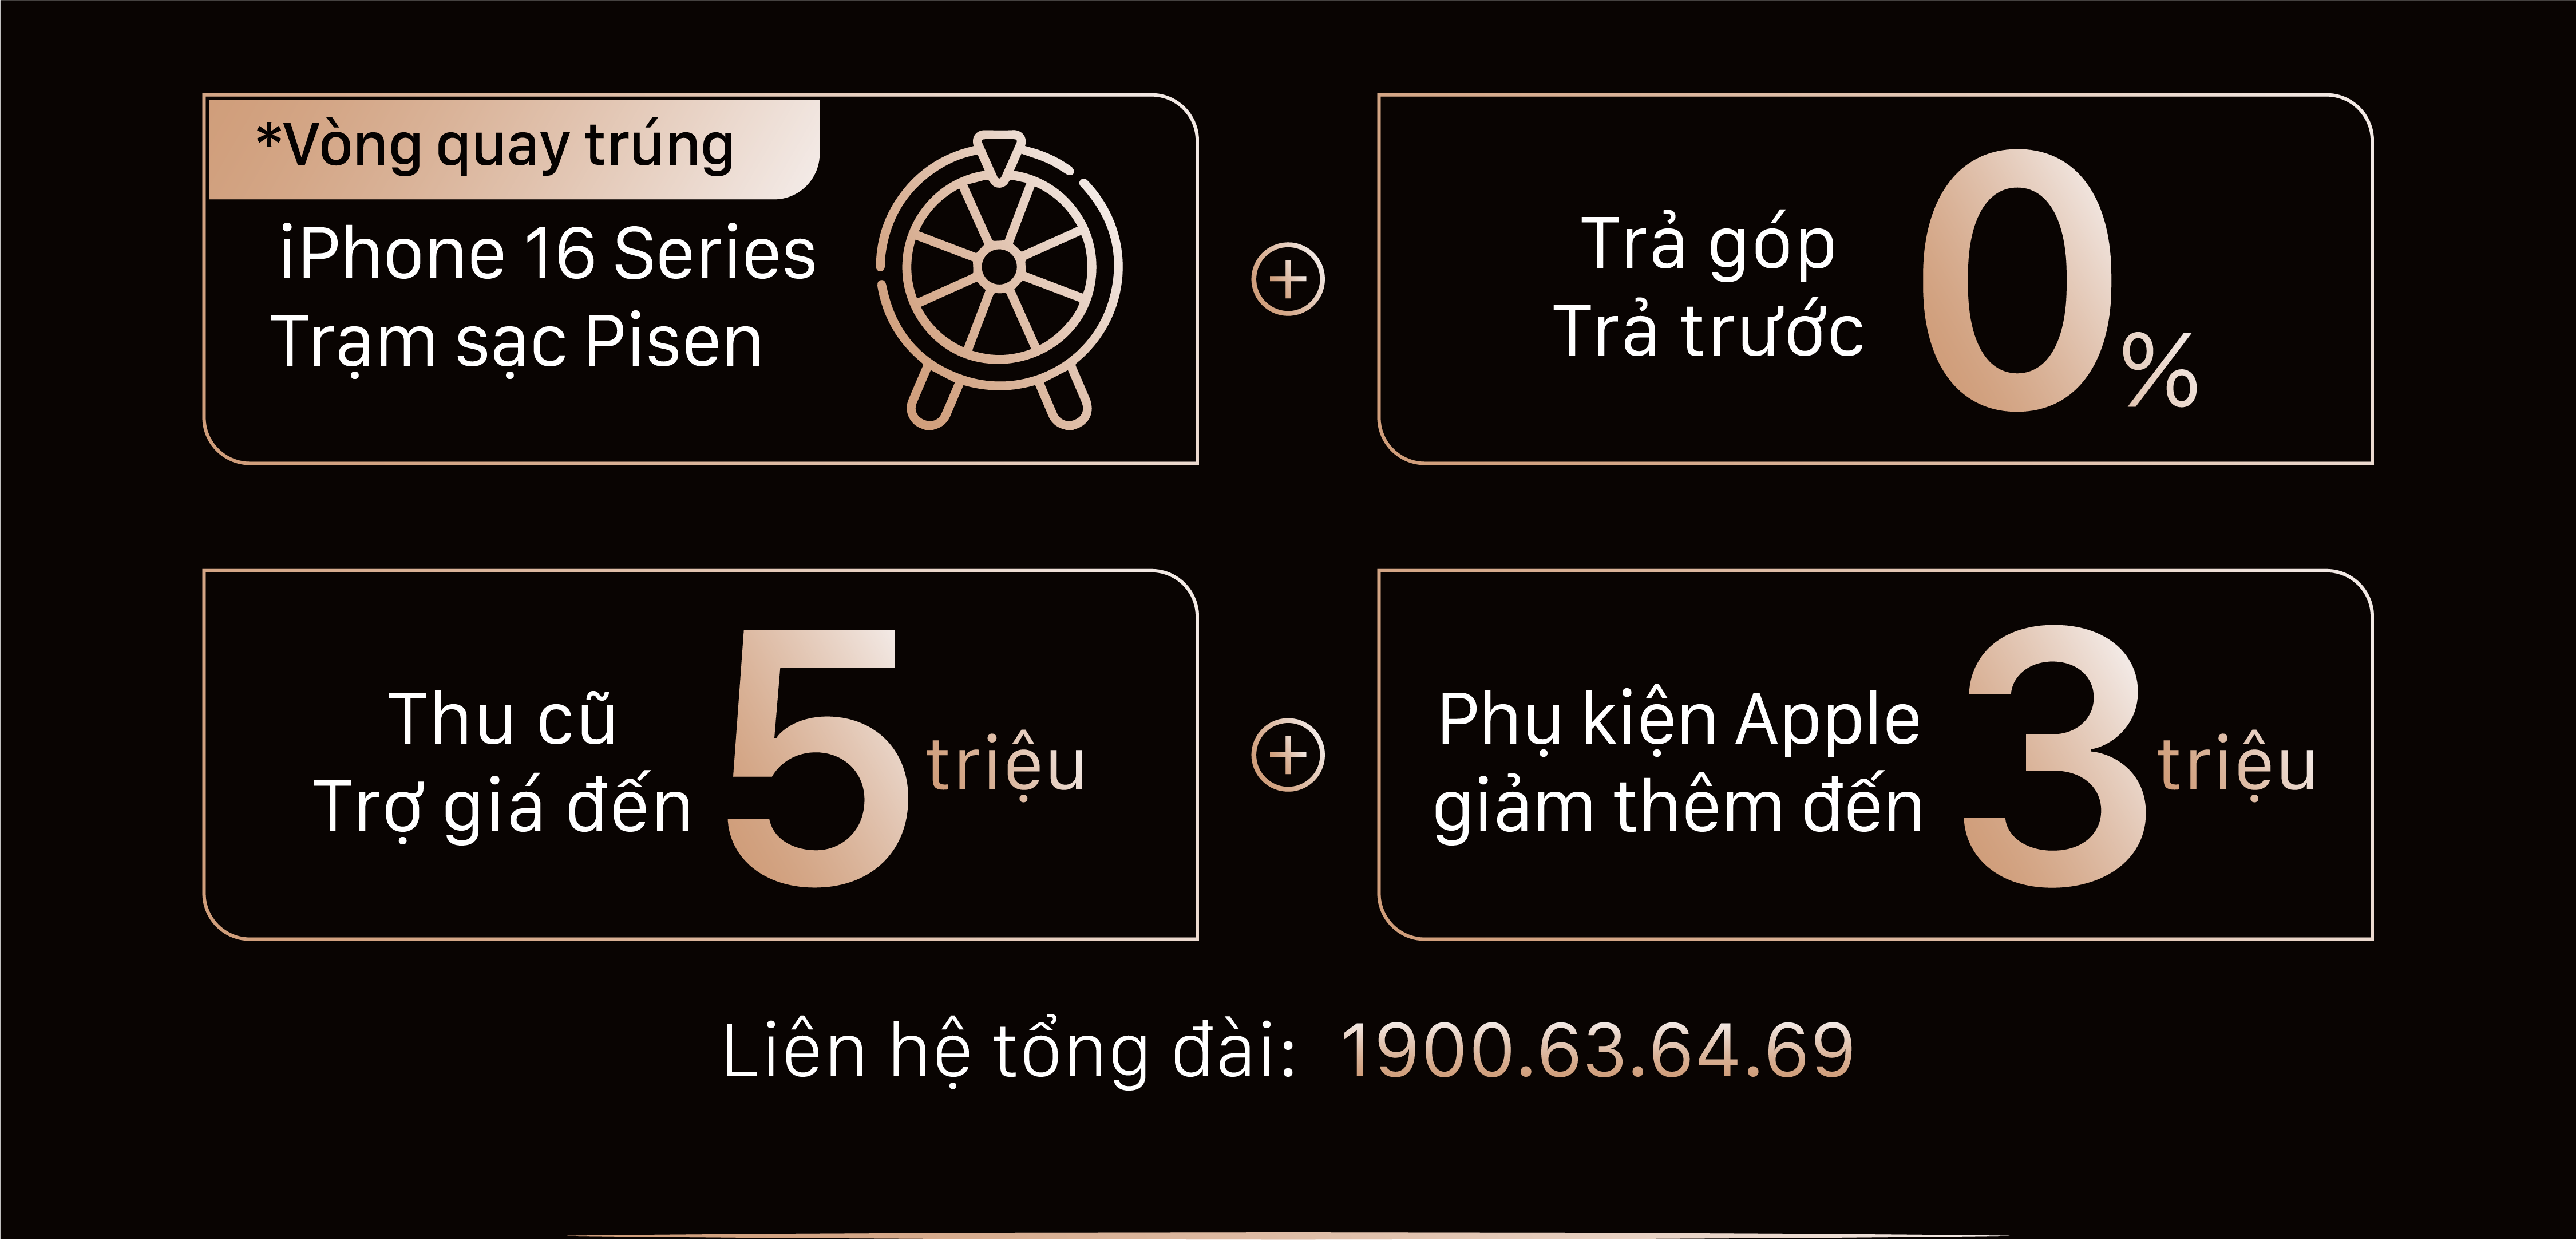 *Vòng quay trúng
iPhone 16 Series
Trạm sạc Pisen
Trả góp
Trả trước
0%
Thu cũ
Trợ giá đến
5 triệu
Phụ kiện Apple
giảm thêm đến
3 triệu
Liên hệ tổng đài: 1900.63.64.69